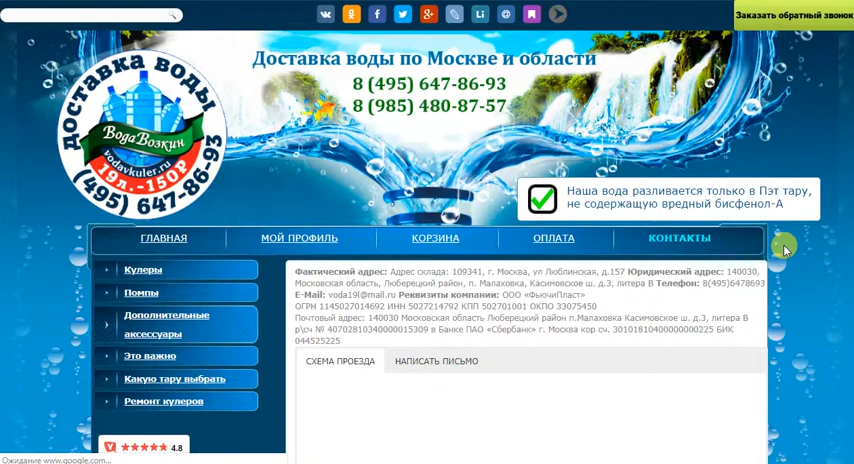 Заказать обратный звонок
Доставка воды по Москве и области
8 (495) 647-86-93
8 (985) 480-87-57
доставка воды
ВодаВозкин
vodavkuler.ru
19л.-150Р
(495) 647-86-93
Наша вода разливается только в Пэт тару,
не содержащую вредный бисфенол-А
ГЛАВНАЯ МОЙ ПРОФИЛЬ КОРЗИНА ОПЛАТА КОНТАКТЫ
Кулеры
Помпы
Дополнительные
аксессуары
Это важно
Какую тару выбрать
Ремонт кулеров
4.8
Фактический адрес: Адрес склада: 109341, г. Москва, ул Люблинская, д.157 Юридический адрес: 140030,
Московская область, Люберецкий район, п. Малаховка, Касимовское ш. д.3, литера В Телефон: 8(495)6478693
E-Mail: voda19l@mail.ru Реквизиты компании: ООО «ФьючиПласт»
ОГРН 1145027014692 ИНН 5027214792 КПП 502701001 ОКПО 33075450
Почтовый адрес: 140030 Московская область Люберецкий район п.Малаховка Касимовское ш. д.3, литера В
р\сч № 40702810340000015309 в Банке ПАО «Сбербанк» г. Москва кор сч. 30101810400000000225 БИК
044525225
СХЕМА ПРОЕЗДА НАПИСАТЬ ПИСЬМО
Ожидание www.google.com...